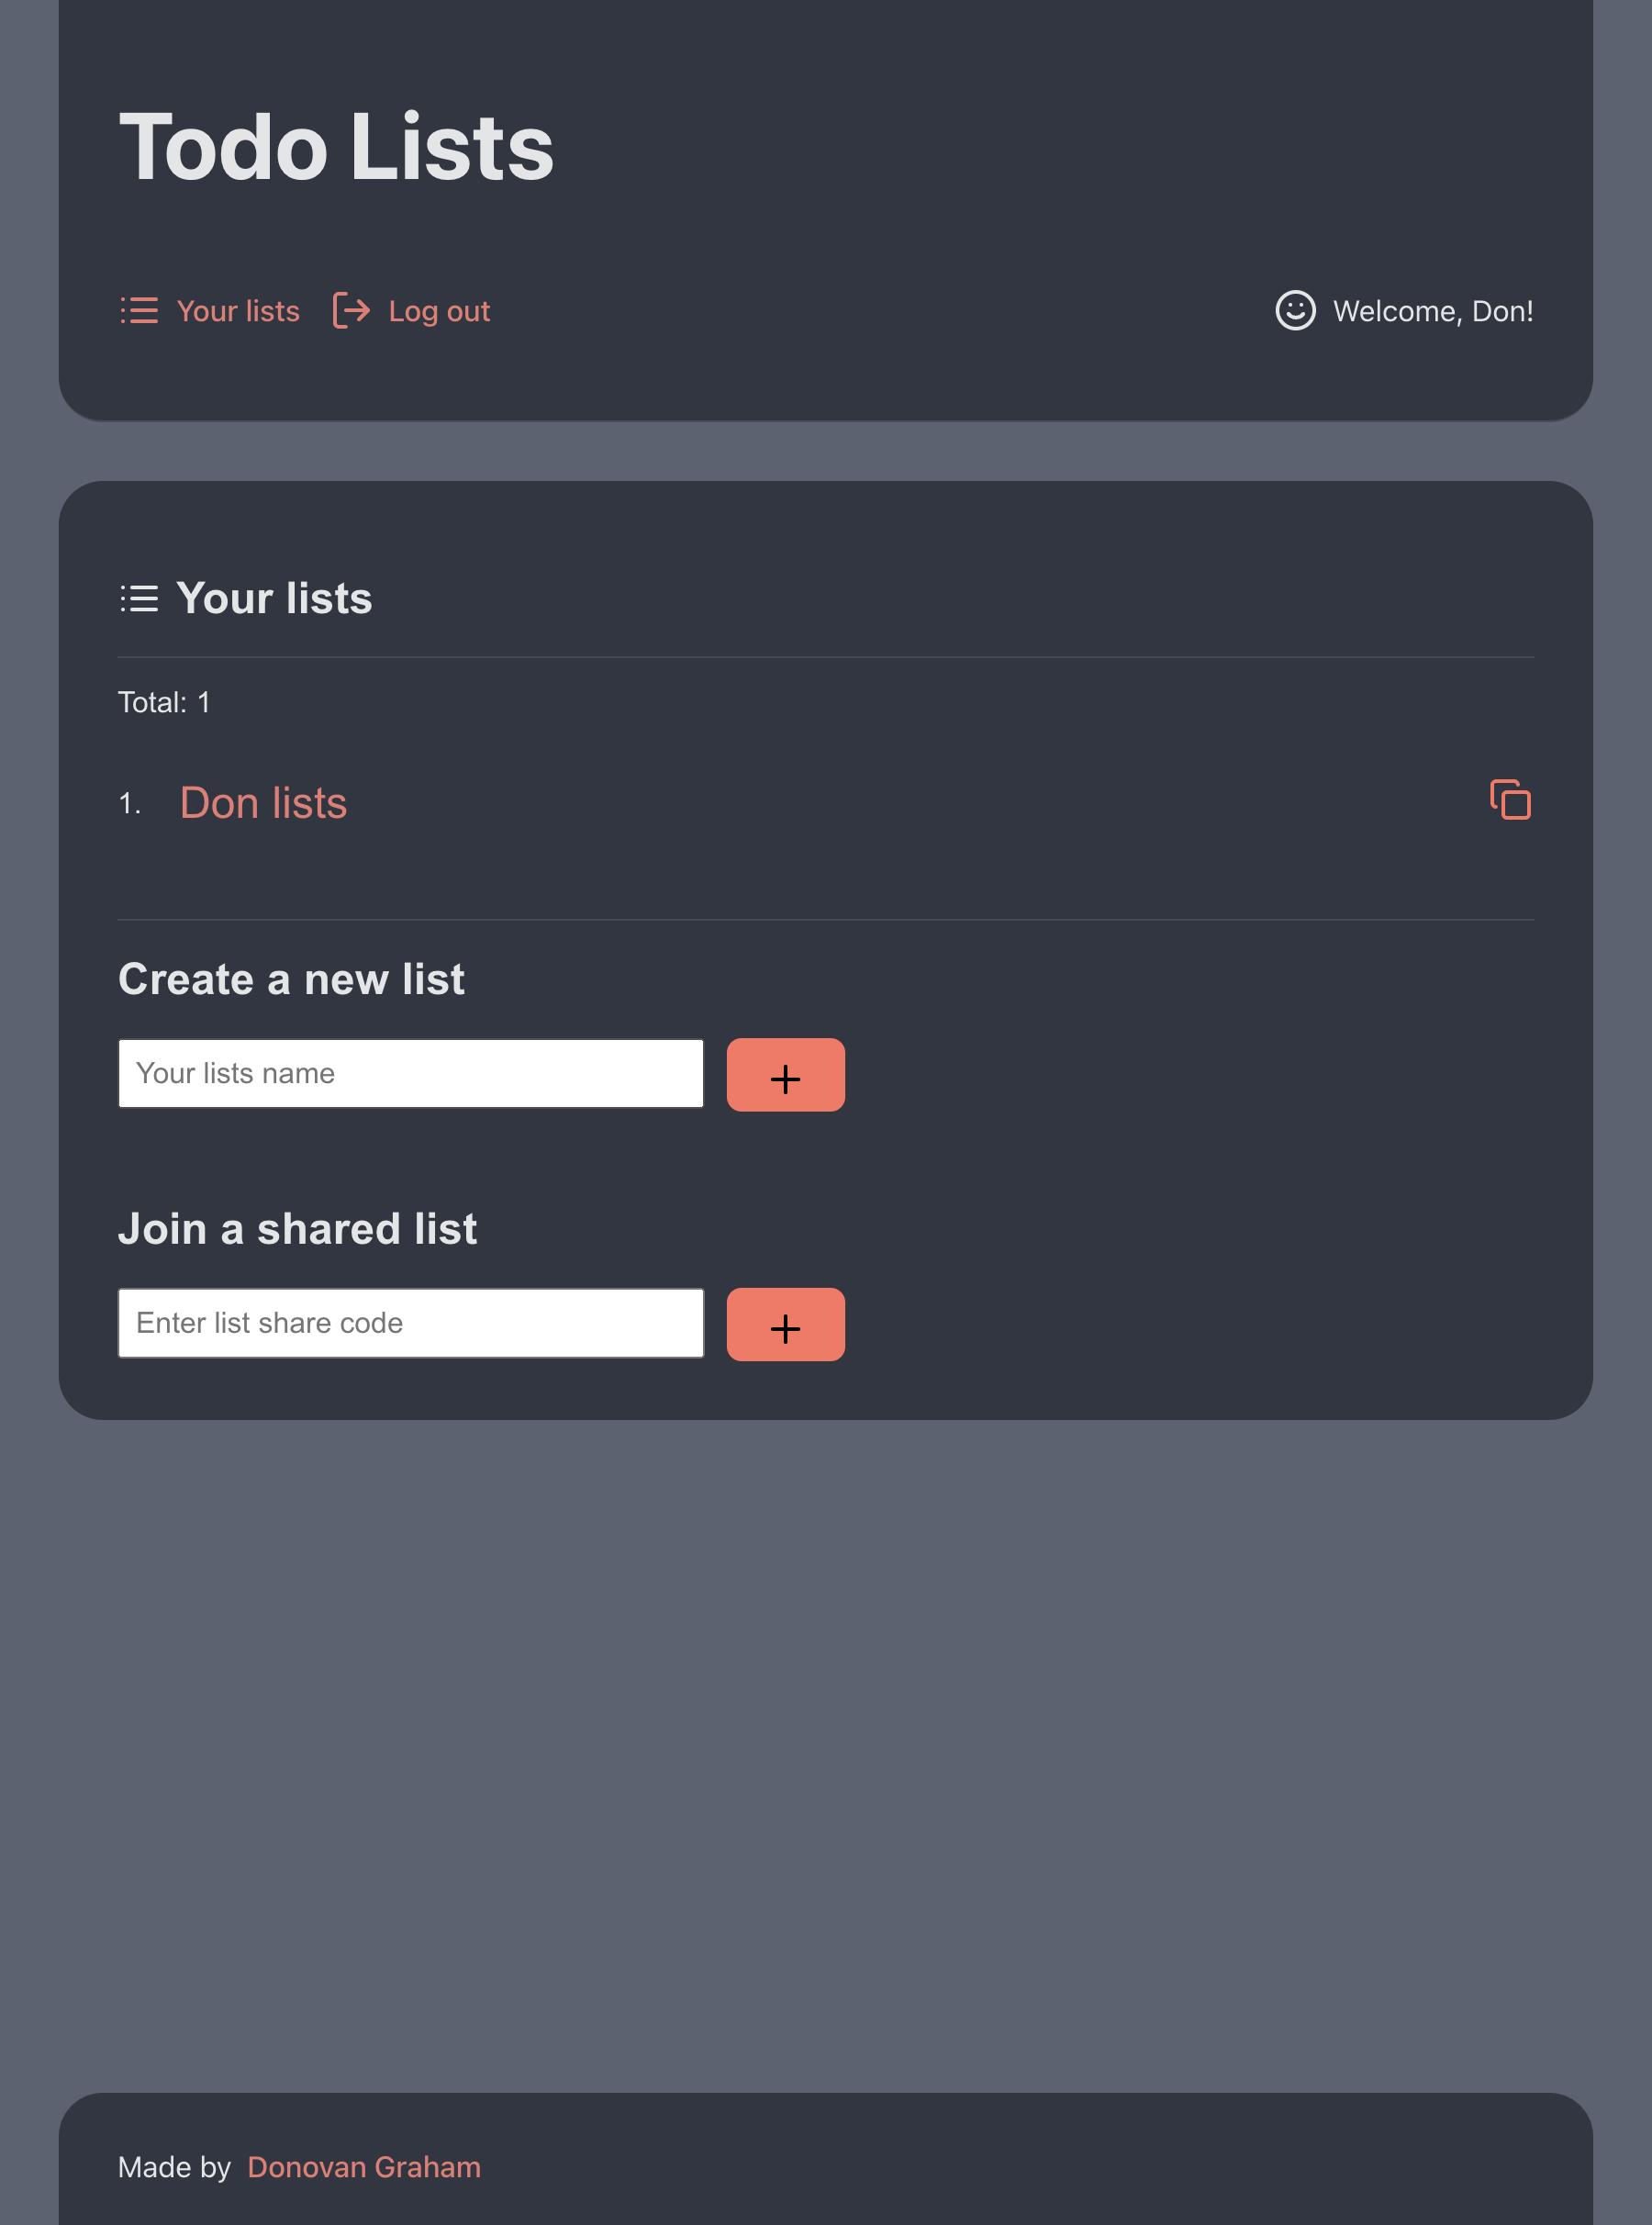 Todo Lists
Your lists Log out Welcome, Don!
Your lists
Total: 1
1. Don lists
Create a new list
Your lists name
Join a shared list
Enter list share code
Made by Donovan Graham